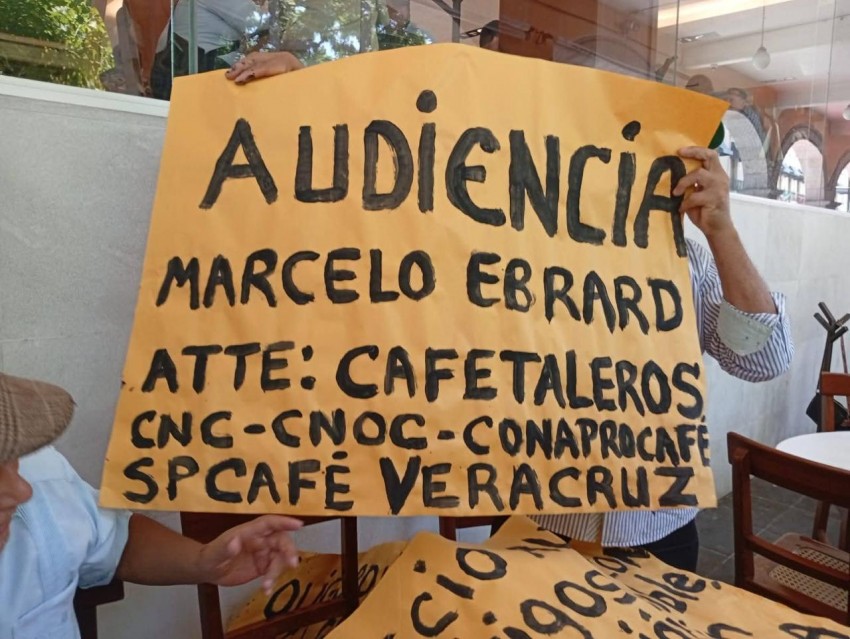 AUDIENCIA
MARCELO EBRARD
ATTE: CAFETALEROS
CNC-CNOC-CONAPROCAFÉ
SPCAFÉ VERACRUZ